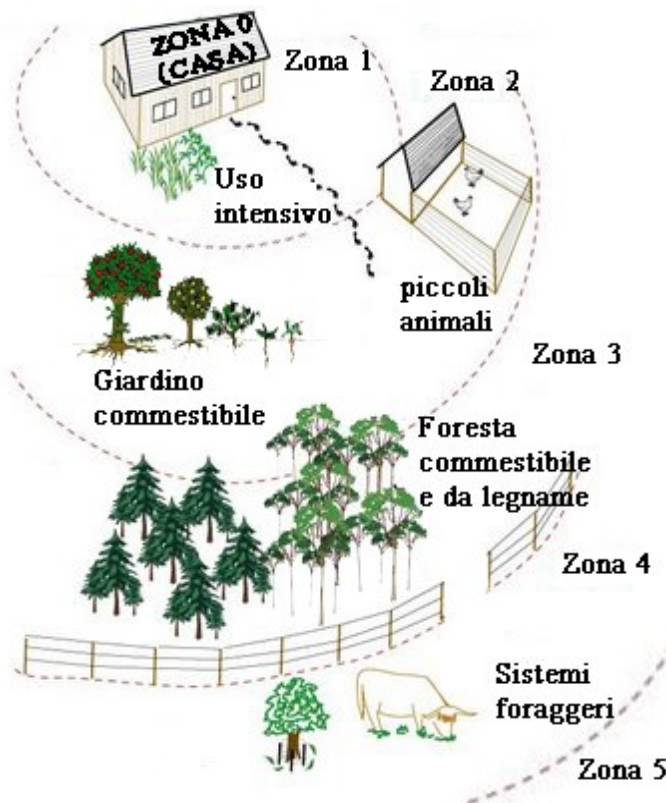 ZONA 0
(CASA)
Zona 1
Zona 2
Uso
intensivo
piccoli
animali
Zona 3
Giardino
commestibile
Foresta
commestibile
e da legname
Zona 4
Sistemi
foraggeri
Zona 5